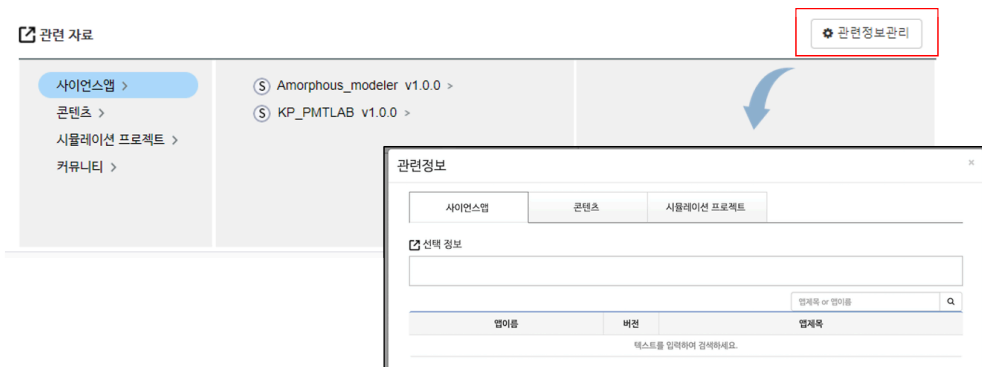 관련 자료
관련정보관리
사이언스앱 >
콘텐츠 >
시뮬레이션 프로젝트 >
커뮤니티 >
S Amorphous_modeler v1.0.0 >
S KP_PMTLAB v1.0.0 >
관련정보 ×
사이언스앱 콘텐츠 시뮬레이션 프로젝트
선택 정보
앱제목 or 앱이름
앱이름 버전 앱제목
텍스트를 입력하여 검색하세요.